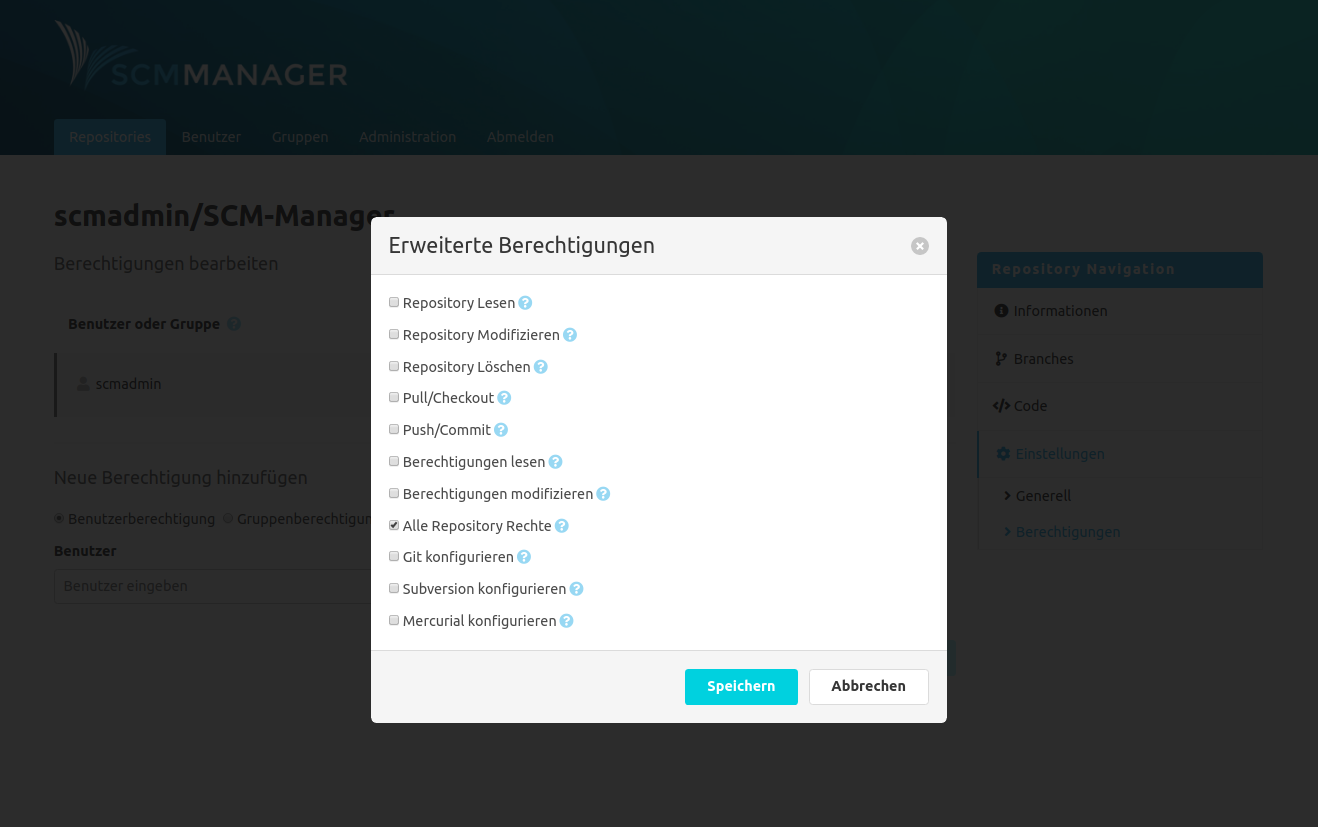 SCMMANAGER
Repositories Benutzer Gruppen Administration Abmelden
scmadmin/SCM-Manager
Berechtigungen bearbeiten
Benutzer oder Gruppe
scmadmin
Neue Berechtigung hinzufügen
Benutzerberechtigung Gruppenberechtigun
Benutzer
Benutzer eingeben
Erweiterte Berechtigungen
Repository Lesen
Repository Modifizieren
Repository Löschen
Pull/Checkout
Push/Commit
Berechtigungen lesen
Berechtigungen modifizieren
Alle Repository Rechte
Git konfigurieren
Subversion konfigurieren
Mercurial konfigurieren
Speichern Abbrechen
Repository Navigation
Informationen
Branches
Code
Einstellungen
Generell
Berechtigungen